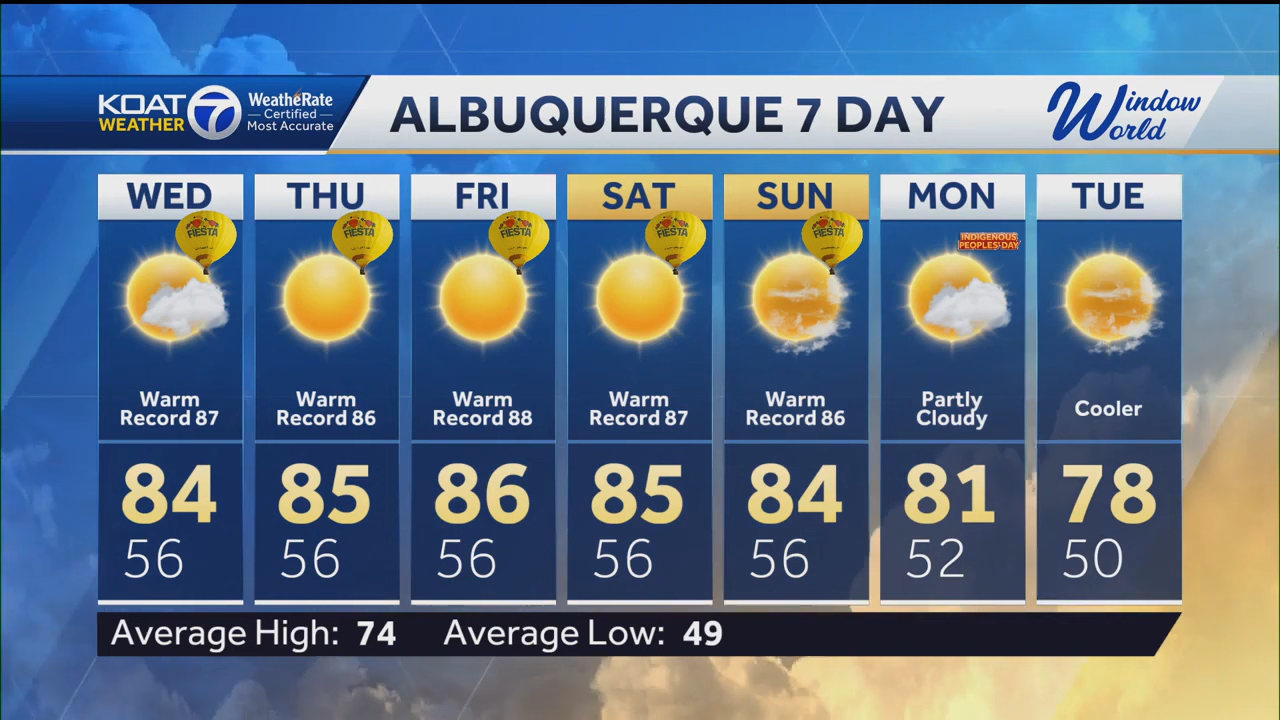 KOAT
WEATHER
7
WeatheRate
Certified
Most Accurate
ALBUQUERQUE 7 DAY
Window
World
WED THU FRI SAT SUN MON TUE
FIESTA FIESTA FIESTA FIESTA FIESTA
INDIGENOUS
PEOPLES' DAY
Warm Warm Warm Warm Warm Partly Cooler
Record 87 Record 86 Record 88 Record 87 Record 86 Cloudy
84 85 86 85 84 81 78
56 56 56 56 56 52 50
Average High: 74 Average Low: 49